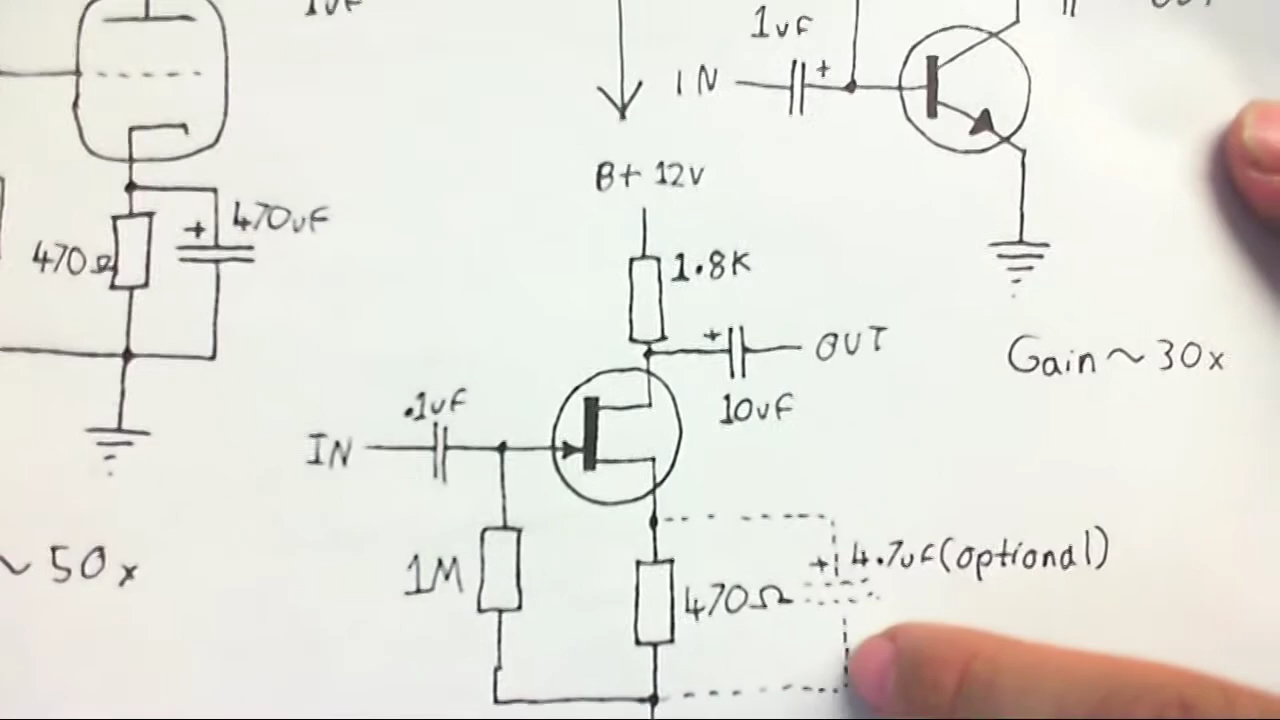 1uF
IN
+
B+ 12V
470Ω
+
470uF
1.8K
+
OUT
10uF
Gain ~ 30x
.1uF
IN
~ 50x
1M
470Ω
+
4.7uF (optional)